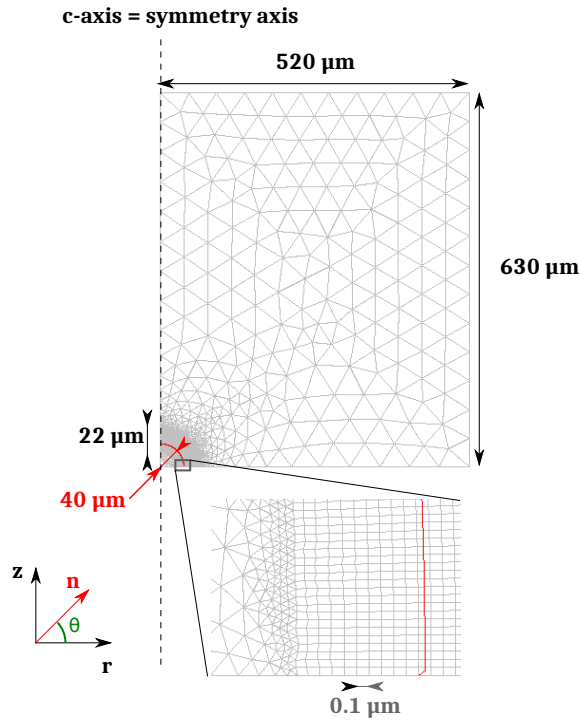 c-axis = symmetry axis
520 μm
630 μm
22 μm
40 μm
z
n
θ
r
0.1 μm